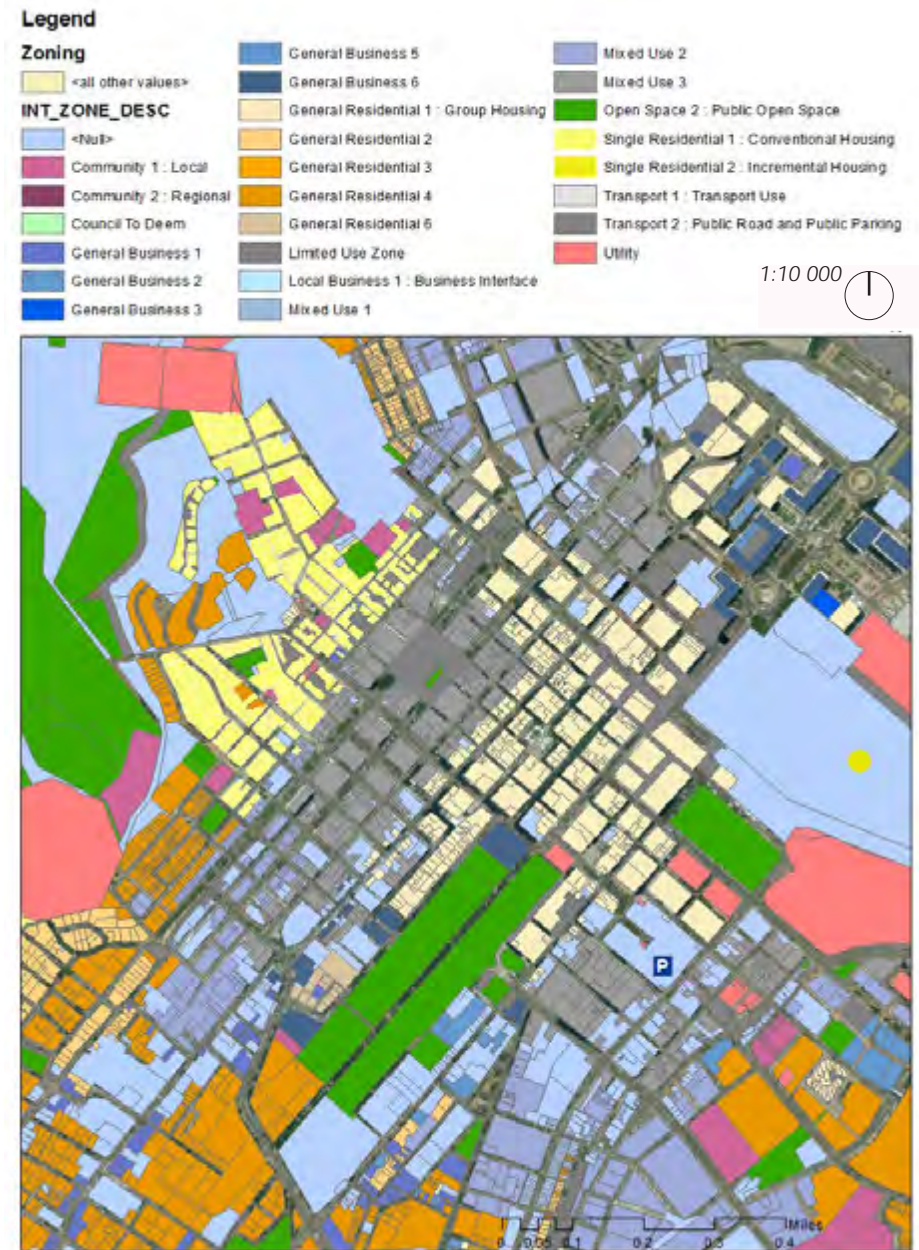 Legend
Zoning
<all other values>
INT_ZONE_DESC
<Null>
Community 1 : Local
Community 2 : Regional
Council To Deem
General Business 1
General Business 2
General Business 3
General Business 5
General Business 6
General Residential 1 : Group Housing
General Residential 2
General Residential 3
General Residential 4
General Residential 6
Limited Use Zone
Local Business 1 : Business Interface
Mixed Use 1
Mixed Use 2
Mixed Use 3
Open Space 2 : Public Open Space
Single Residential 1 : Conventional Housing
Single Residential 2 : Incremental Housing
Transport 1 : Transport Use
Transport 2 : Public Road and Public Parking
Utility
1:10 000
P
Miles
0 0.05 0.1 0.2 0.3 0.4